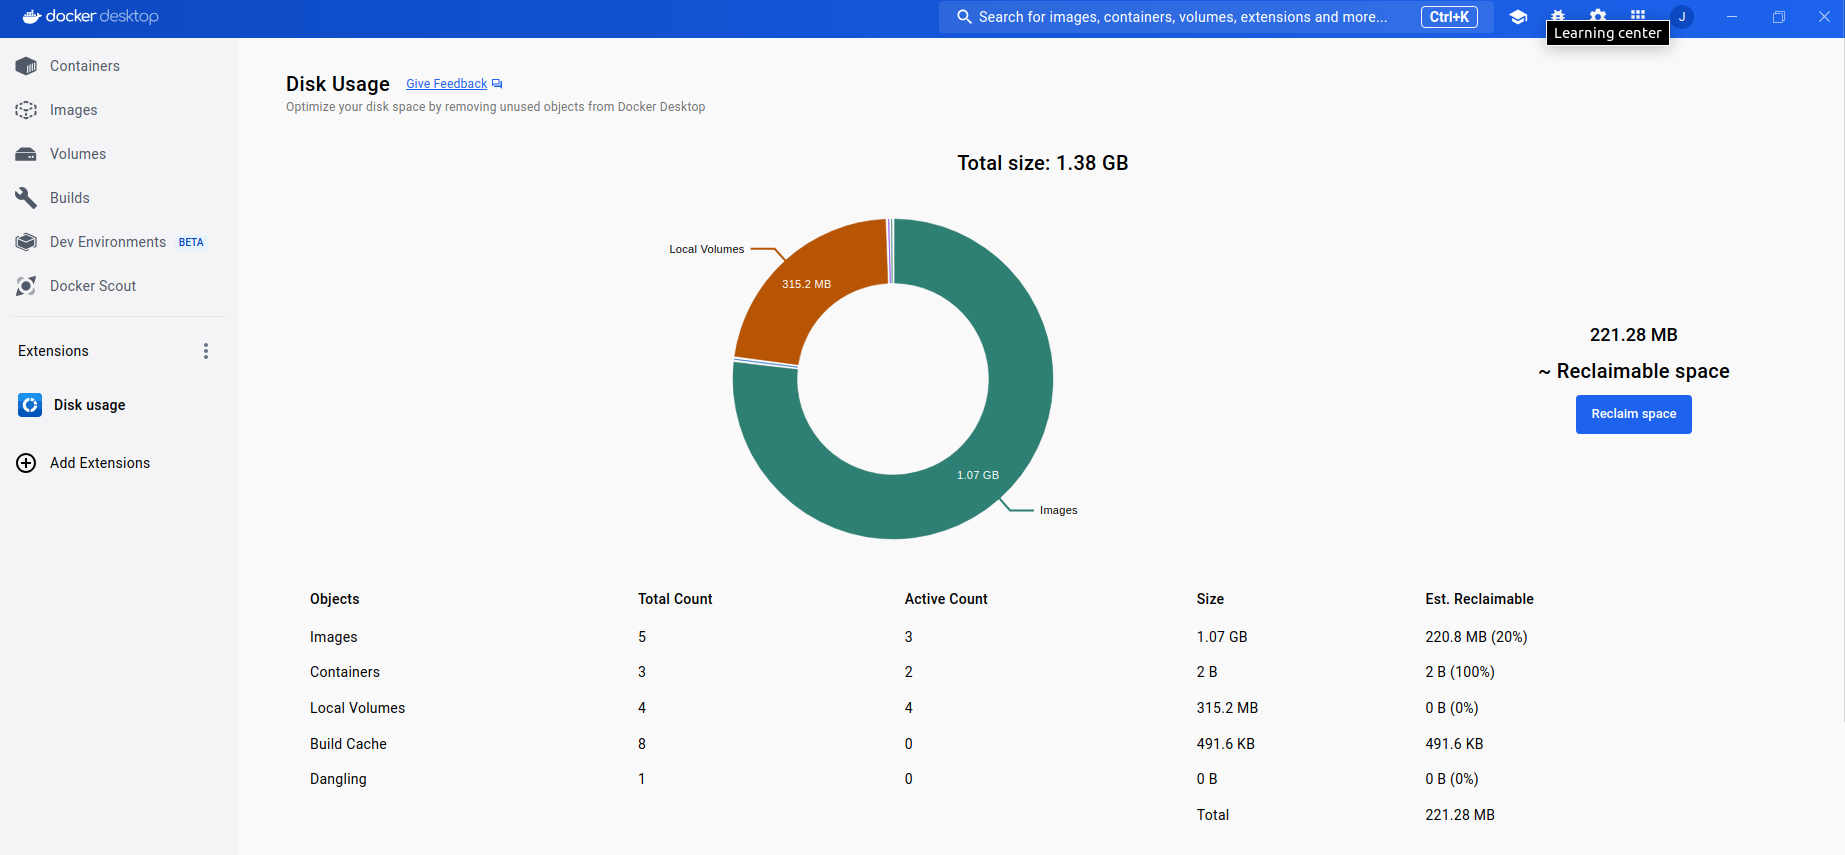 docker desktop
Search for images, containers, volumes, extensions and more...
Ctrl+K
J
Learning center
Containers
Images
Volumes
Builds
Dev Environments BETA
Docker Scout
Extensions
Disk usage
Add Extensions
Disk Usage Give Feedback
Optimize your disk space by removing unused objects from Docker Desktop
Total size: 1.38 GB
Local Volumes
315.2 MB
1.07 GB
Images
221.28 MB
~ Reclaimable space
Reclaim space
Objects Total Count Active Count Size Est. Reclaimable
Images 5 3 1.07 GB 220.8 MB (20%)
Containers 3 2 2 B 2 B (100%)
Local Volumes 4 4 315.2 MB 0 B (0%)
Build Cache 8 0 491.6 KB 491.6 KB
Dangling 1 0 0 B 0 B (0%)
Total 221.28 MB